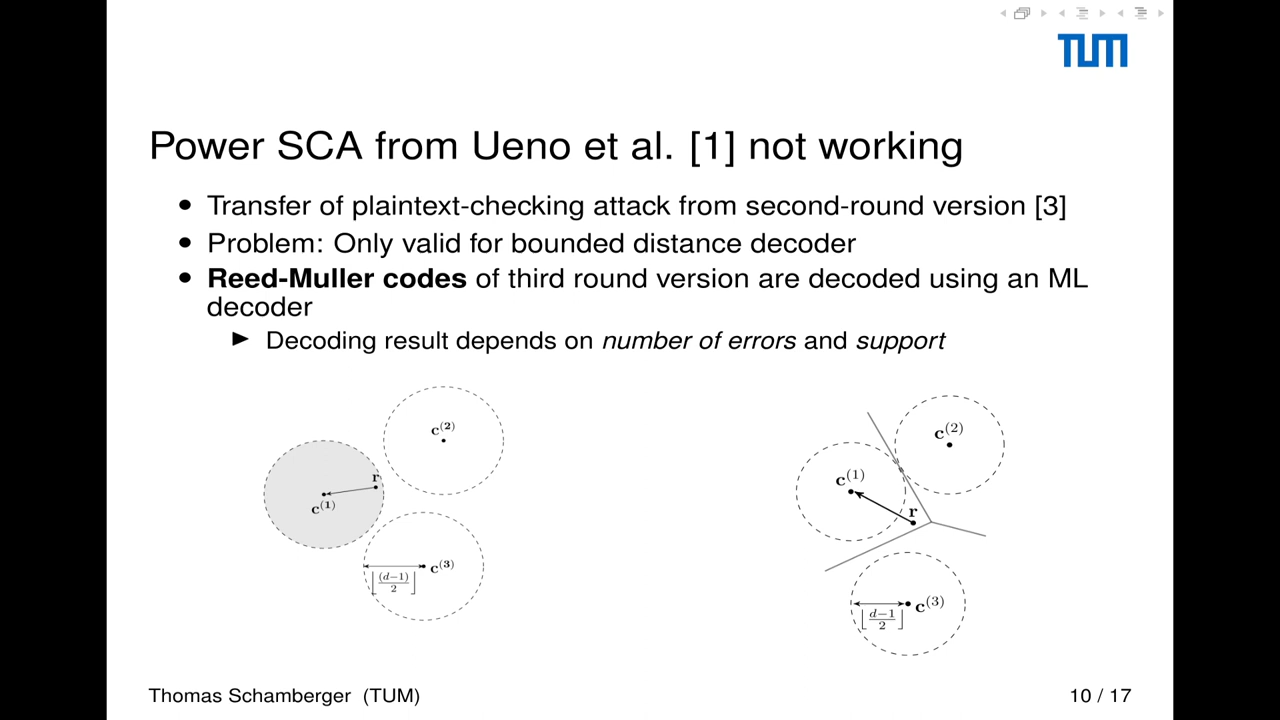 TUM
Power SCA from Ueno et al. [1] not working
• Transfer of plaintext-checking attack from second-round version [3]
• Problem: Only valid for bounded distance decoder
• Reed-Muller codes of third round version are decoded using an ML
decoder
▶ Decoding result depends on number of errors and support
c⁽²⁾
r
c⁽¹⁾
c⁽³⁾
⌊(d−1)/2⌋
c⁽²⁾
c⁽¹⁾
r
c⁽³⁾
⌊d−1/2⌋
Thomas Schamberger (TUM)
10 / 17